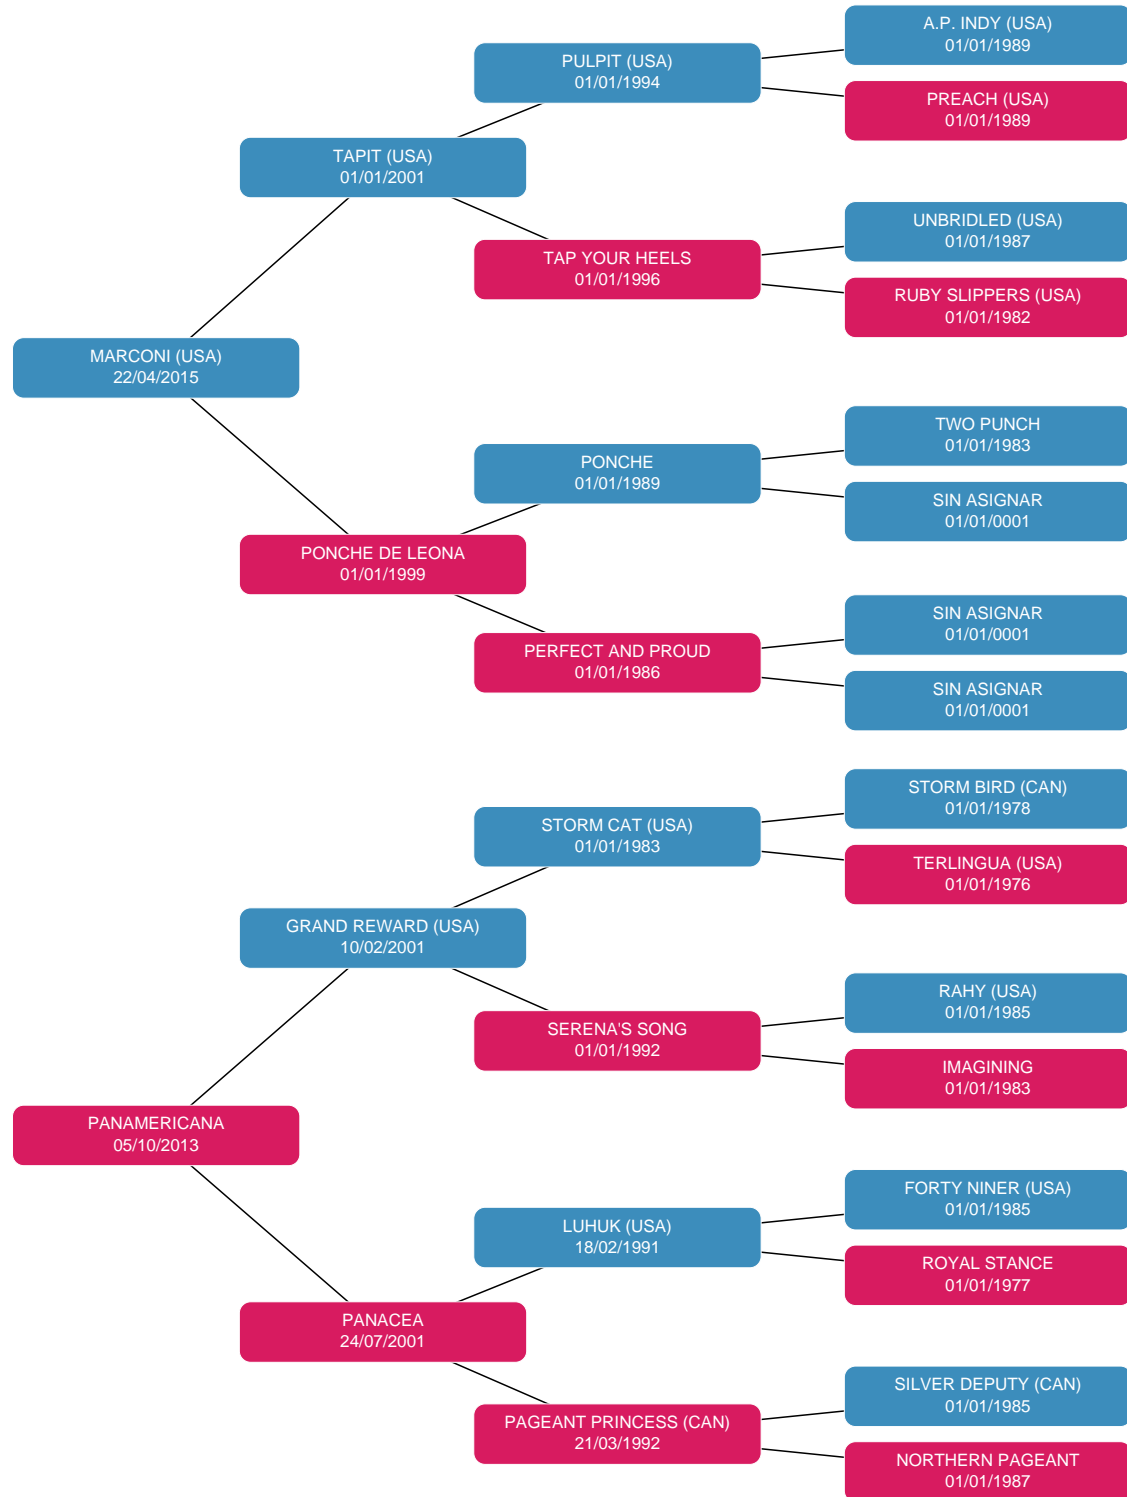 A.P. INDY (USA)
01/01/1989
PULPIT (USA)
01/01/1994
PREACH (USA)
01/01/1989
TAPIT (USA)
01/01/2001
UNBRIDLED (USA)
01/01/1987
TAP YOUR HEELS
01/01/1996
RUBY SLIPPERS (USA)
01/01/1982
MARCONI (USA)
22/04/2015
TWO PUNCH
01/01/1983
PONCHE
01/01/1989
SIN ASIGNAR
01/01/0001
PONCHE DE LEONA
01/01/1999
SIN ASIGNAR
01/01/0001
PERFECT AND PROUD
01/01/1986
SIN ASIGNAR
01/01/0001
STORM BIRD (CAN)
01/01/1978
STORM CAT (USA)
01/01/1983
TERLINGUA (USA)
01/01/1976
GRAND REWARD (USA)
10/02/2001
RAHY (USA)
01/01/1985
SERENA'S SONG
01/01/1992
IMAGINING
01/01/1983
PANAMERICANA
05/10/2013
FORTY NINER (USA)
01/01/1985
LUHUK (USA)
18/02/1991
ROYAL STANCE
01/01/1977
PANACEA
24/07/2001
SILVER DEPUTY (CAN)
01/01/1985
PAGEANT PRINCESS (CAN)
21/03/1992
NORTHERN PAGEANT
01/01/1987